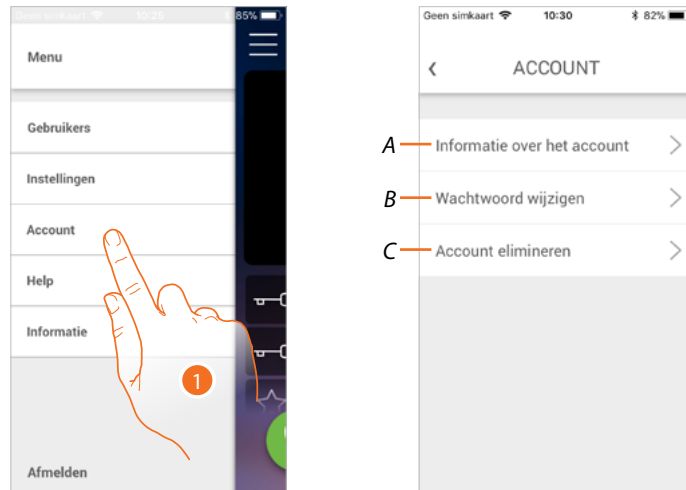 Geen simkaart 10:25 85%
Menu
Gebruikers
Instellingen
Account
Help
Informatie
1
Afmelden
Geen simkaart 10:30 82%
ACCOUNT
A Informatie over het account
B Wachtwoord wijzigen
C Account elimineren